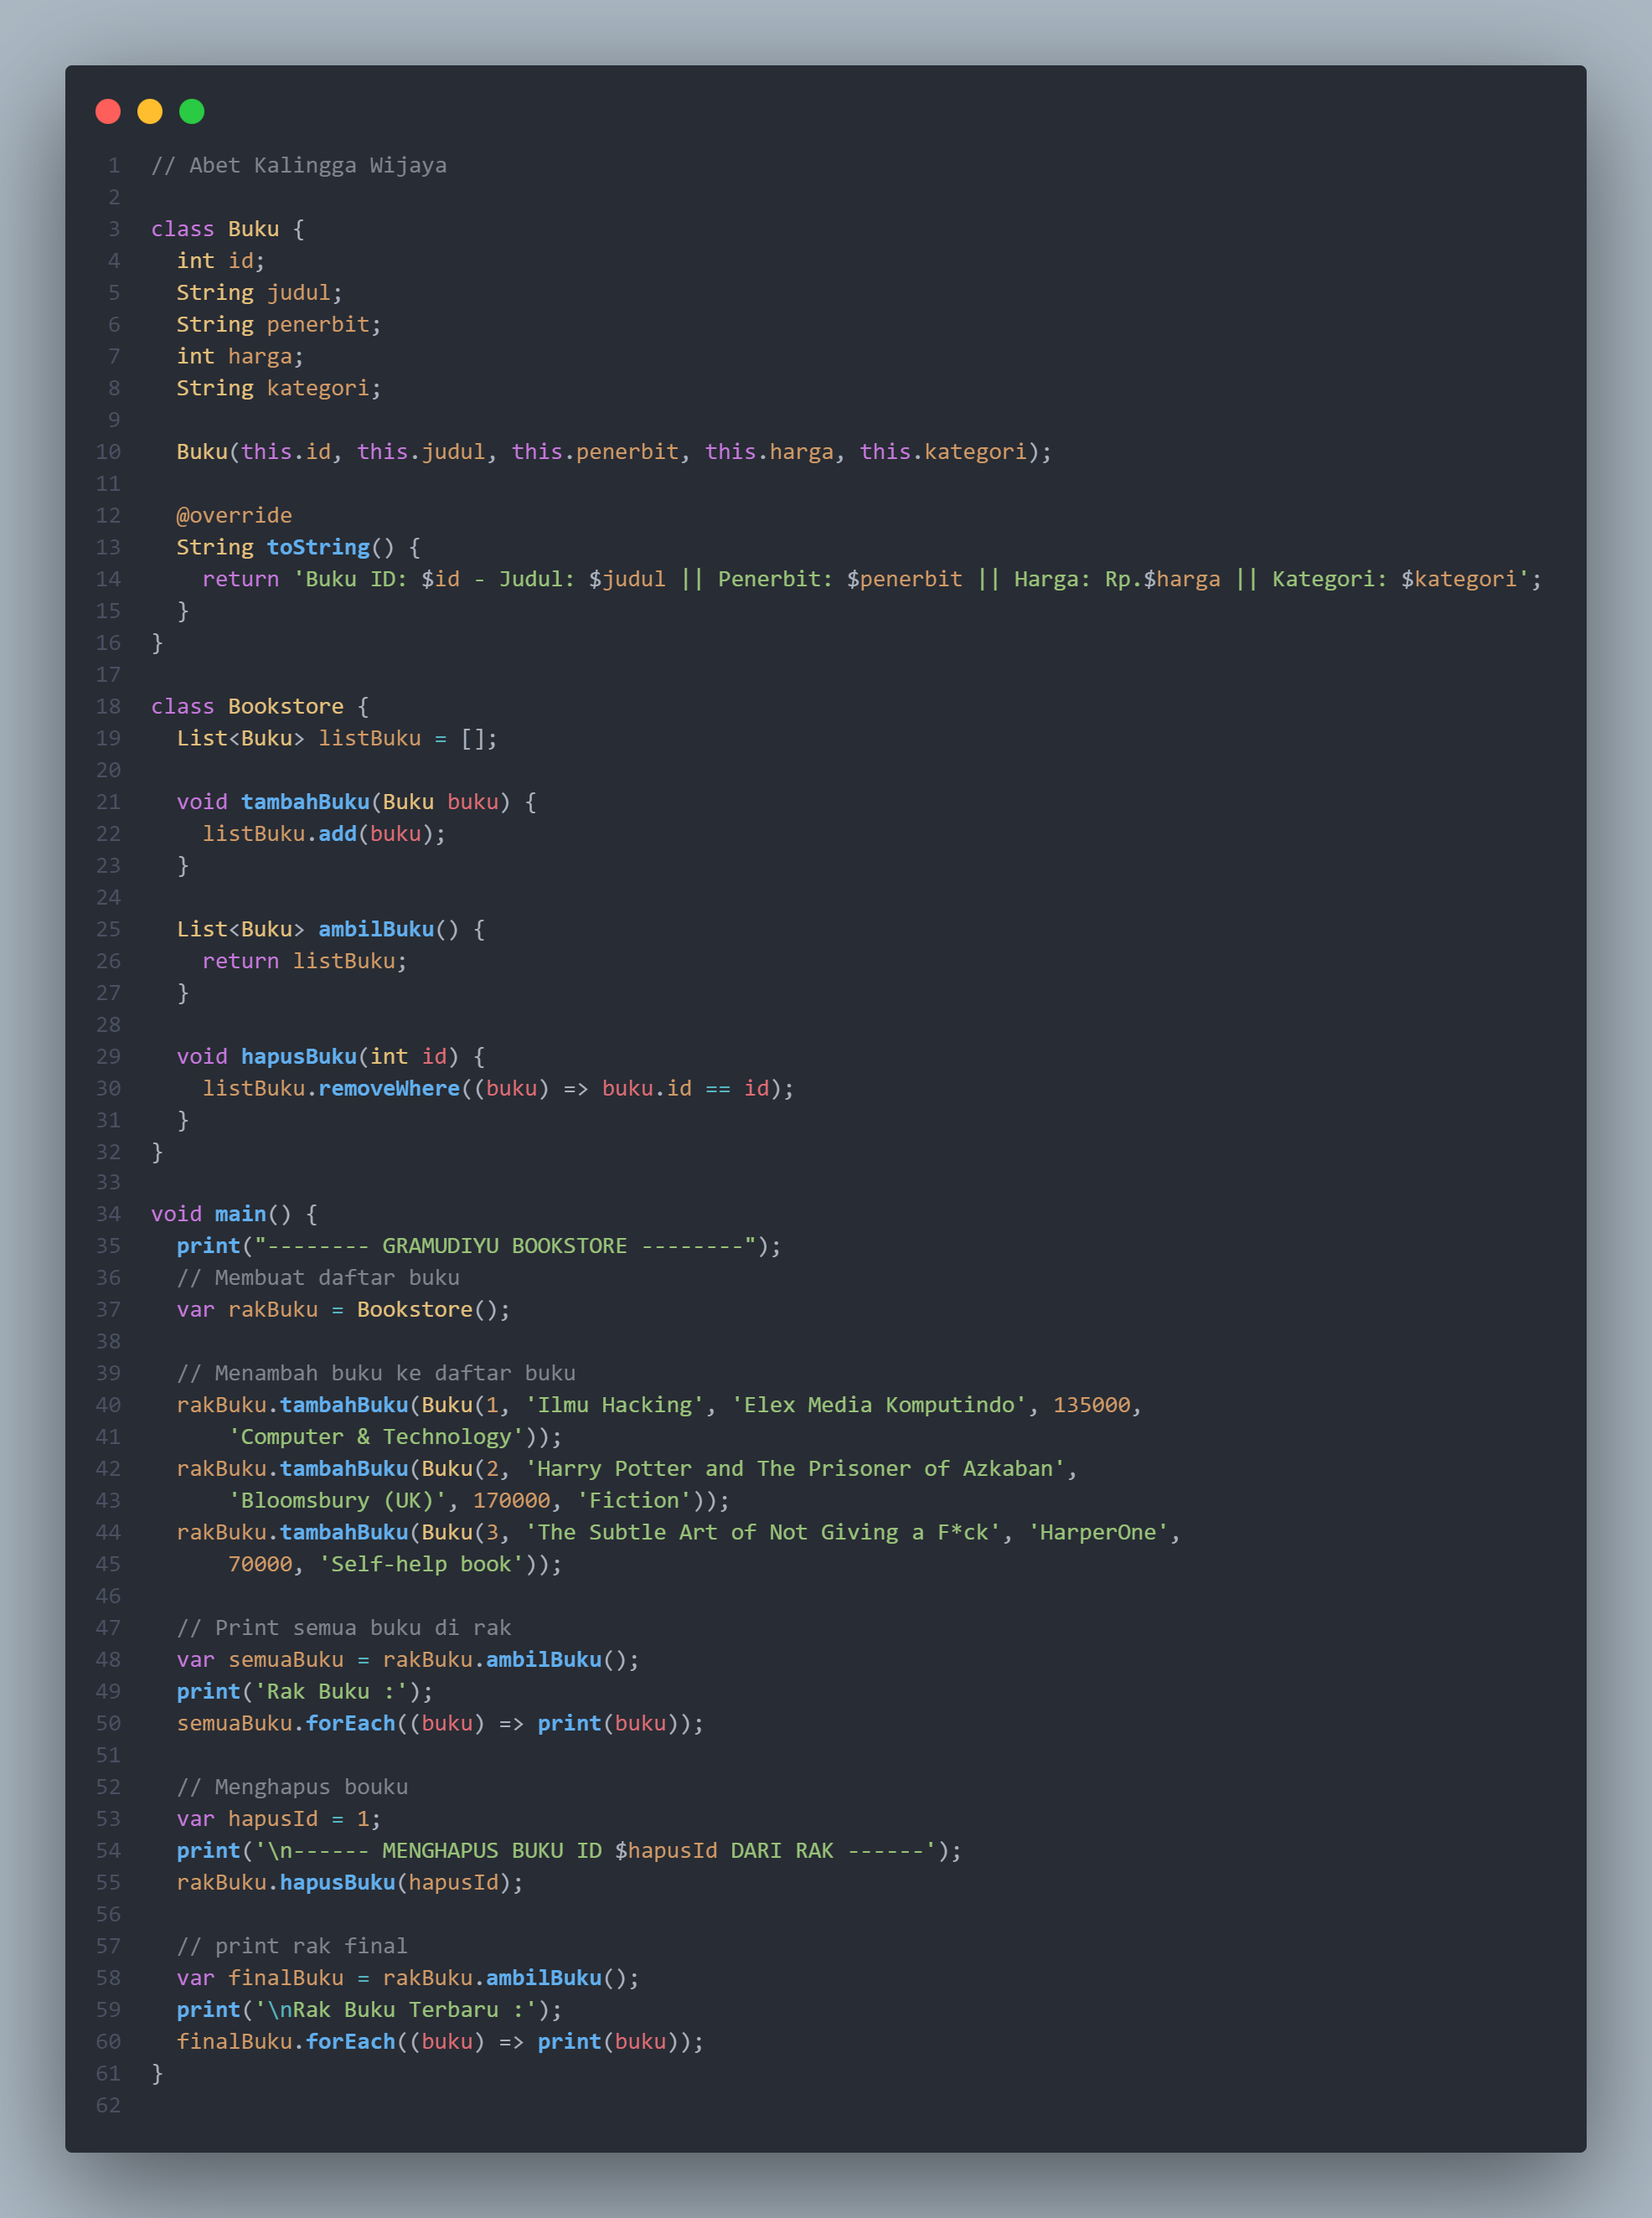 1 // Abet Kalingga Wijaya
2
3 class Buku {
4   int id;
5   String judul;
6   String penerbit;
7   int harga;
8   String kategori;
9
10   Buku(this.id, this.judul, this.penerbit, this.harga, this.kategori);
11
12   @override
13   String toString() {
14     return 'Buku ID: $id - Judul: $judul || Penerbit: $penerbit || Harga: Rp.$harga || Kategori: $kategori';
15   }
16 }
17
18 class Bookstore {
19   List<Buku> listBuku = [];
20
21   void tambahBuku(Buku buku) {
22     listBuku.add(buku);
23   }
24
25   List<Buku> ambilBuku() {
26     return listBuku;
27   }
28
29   void hapusBuku(int id) {
30     listBuku.removeWhere((buku) => buku.id == id);
31   }
32 }
33
34 void main() {
35   print("-------- GRAMUDIYU BOOKSTORE --------");
36   // Membuat daftar buku
37   var rakBuku = Bookstore();
38
39   // Menambah buku ke daftar buku
40   rakBuku.tambahBuku(Buku(1, 'Ilmu Hacking', 'Elex Media Komputindo', 135000,
41       'Computer & Technology'));
42   rakBuku.tambahBuku(Buku(2, 'Harry Potter and The Prisoner of Azkaban',
43       'Bloomsbury (UK)', 170000, 'Fiction'));
44   rakBuku.tambahBuku(Buku(3, 'The Subtle Art of Not Giving a F*ck', 'HarperOne',
45       70000, 'Self-help book'));
46
47   // Print semua buku di rak
48   var semuaBuku = rakBuku.ambilBuku();
49   print('Rak Buku :');
50   semuaBuku.forEach((buku) => print(buku));
51
52   // Menghapus bouku
53   var hapusId = 1;
54   print('\n------ MENGHAPUS BUKU ID $hapusId DARI RAK ------');
55   rakBuku.hapusBuku(hapusId);
56
57   // print rak final
58   var finalBuku = rakBuku.ambilBuku();
59   print('\nRak Buku Terbaru :');
60   finalBuku.forEach((buku) => print(buku));
61 }
62